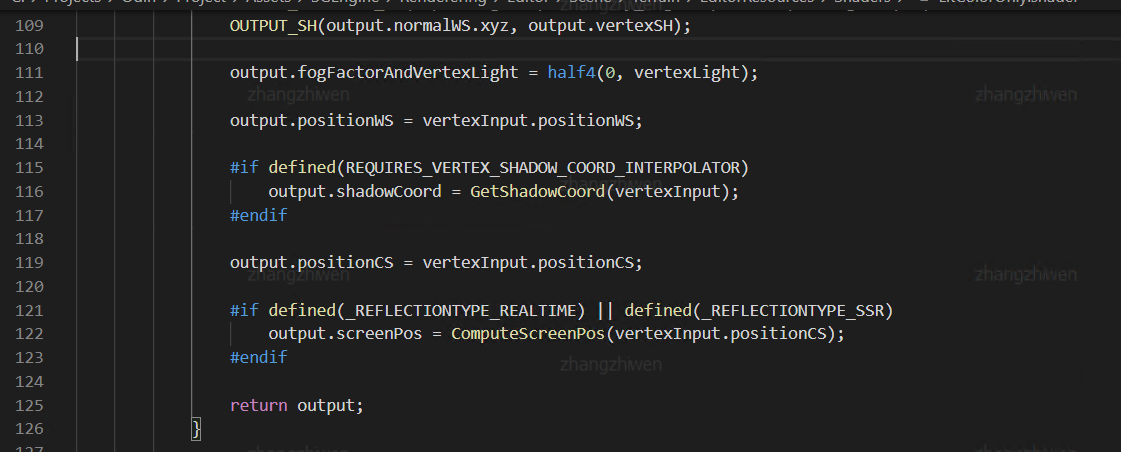 109 OUTPUT_SH(output.normalWS.xyz, output.vertexSH);
110
111 output.fogFactorAndVertexLight = half4(0, vertexLight);
112
zhangzhiwen zhangzhiwen
113 output.positionWS = vertexInput.positionWS;
114
115 #if defined(REQUIRES_VERTEX_SHADOW_COORD_INTERPOLATOR)
116 output.shadowCoord = GetShadowCoord(vertexInput);
zhangzhiwen
117 #endif
118
119 output.positionCS = vertexInput.positionCS;
zhangzhiwen zhangzhiwen
120
121 #if defined(_REFLECTIONTYPE_REALTIME) || defined(_REFLECTIONTYPE_SSR)
122 output.screenPos = ComputeScreenPos(vertexInput.positionCS);
123 #endif
zhangzhiwen
124
125 return output;
126 }
127